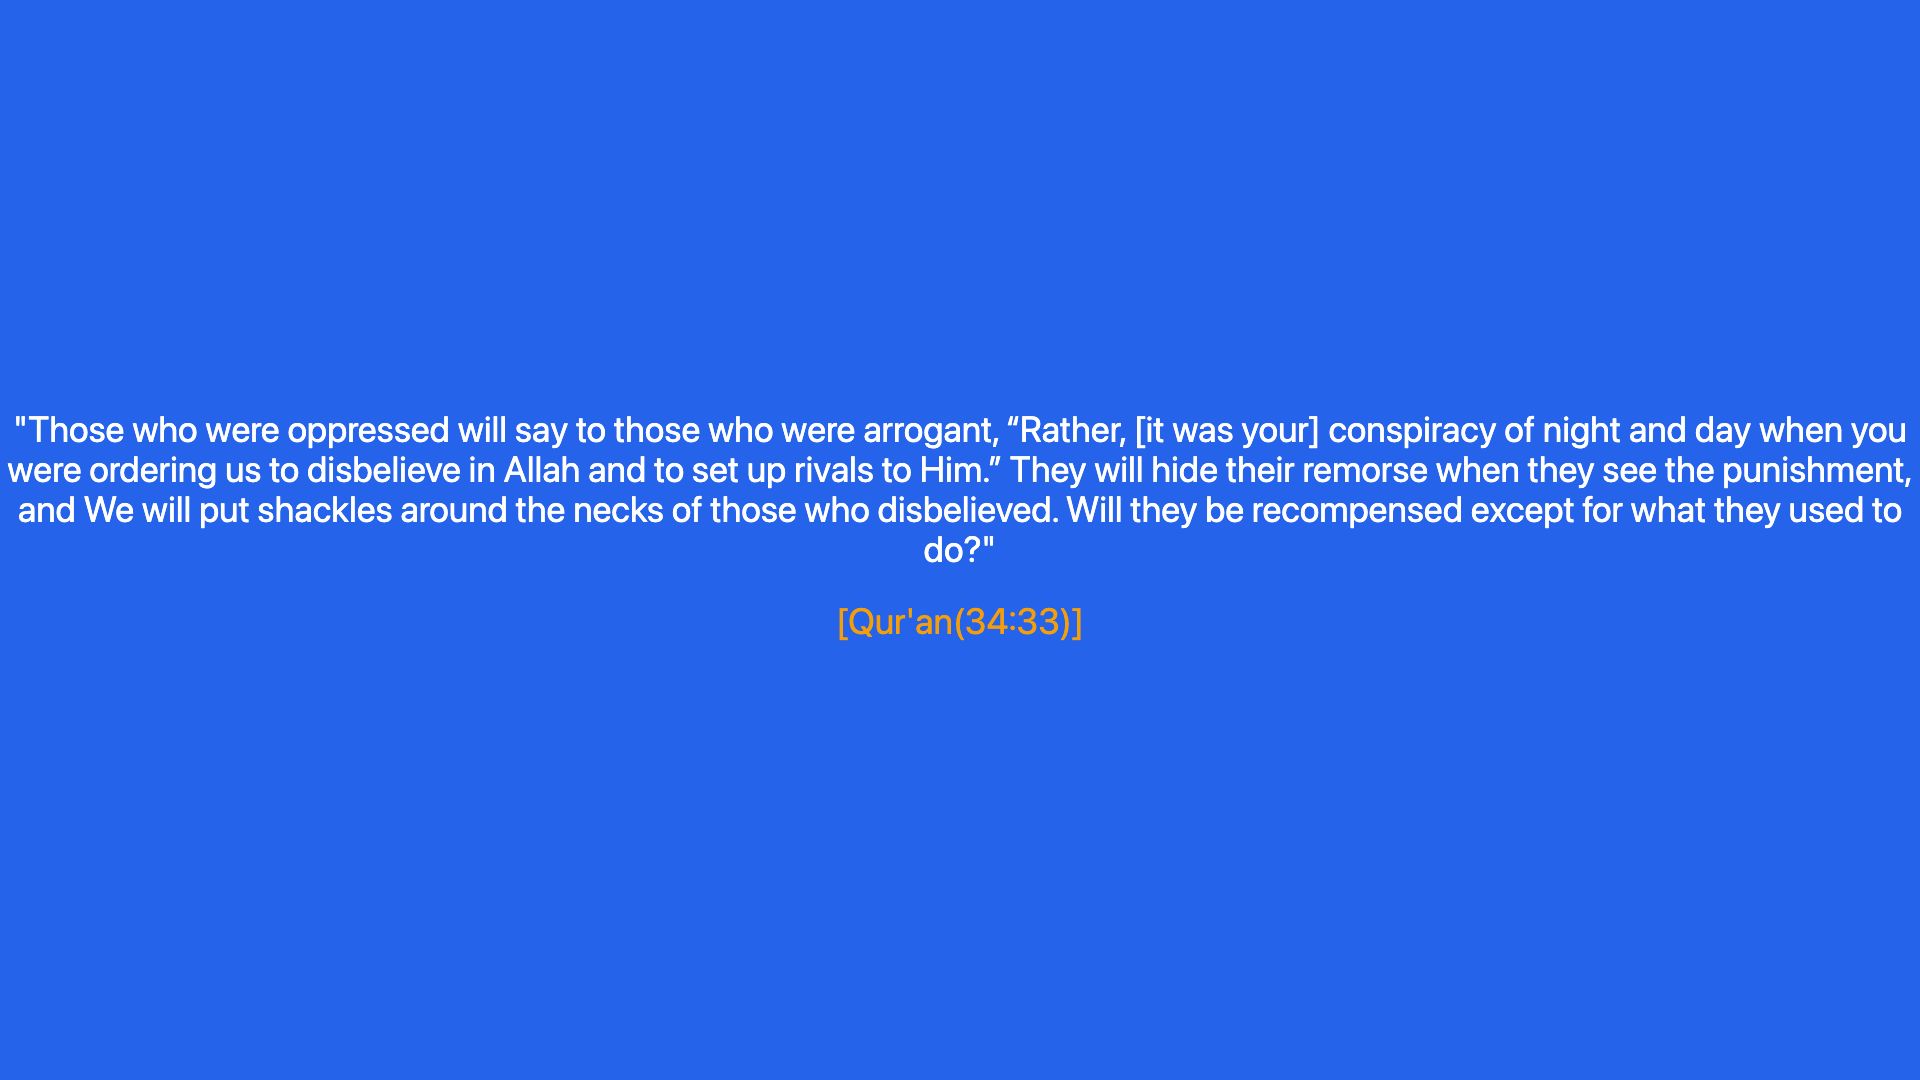 "Those who were oppressed will say to those who were arrogant, “Rather, [it was your] conspiracy of night and day when you
were ordering us to disbelieve in Allah and to set up rivals to Him.” They will hide their remorse when they see the punishment,
and We will put shackles around the necks of those who disbelieved. Will they be recompensed except for what they used to
do?"
[Qur'an(34:33)]